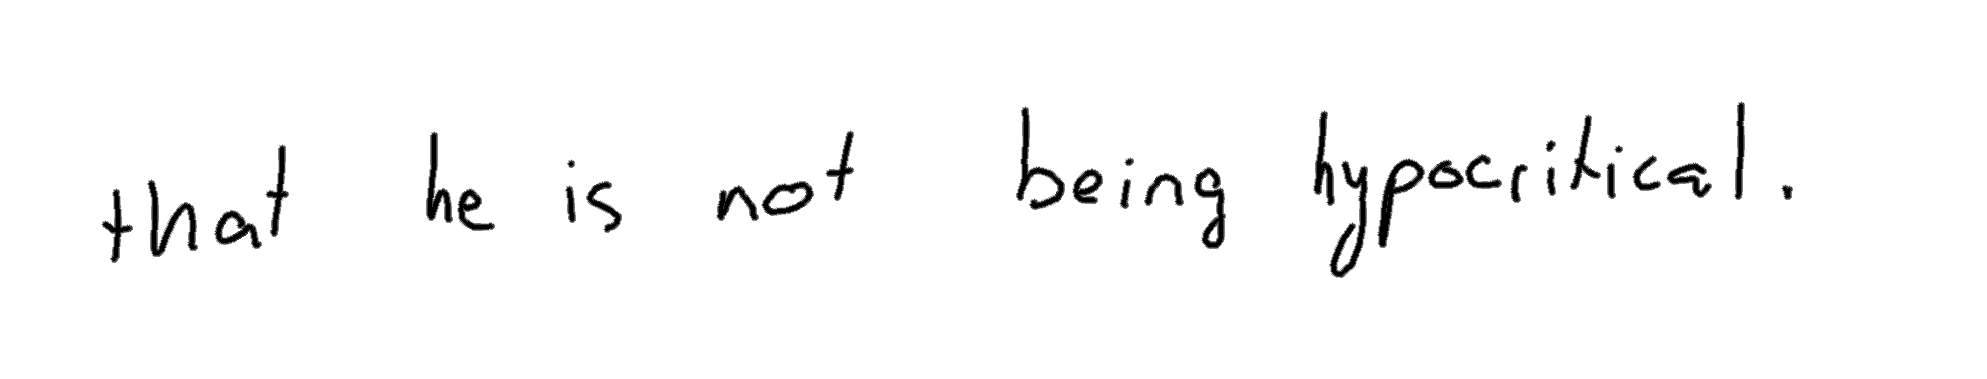 that he is not being hypocritical.